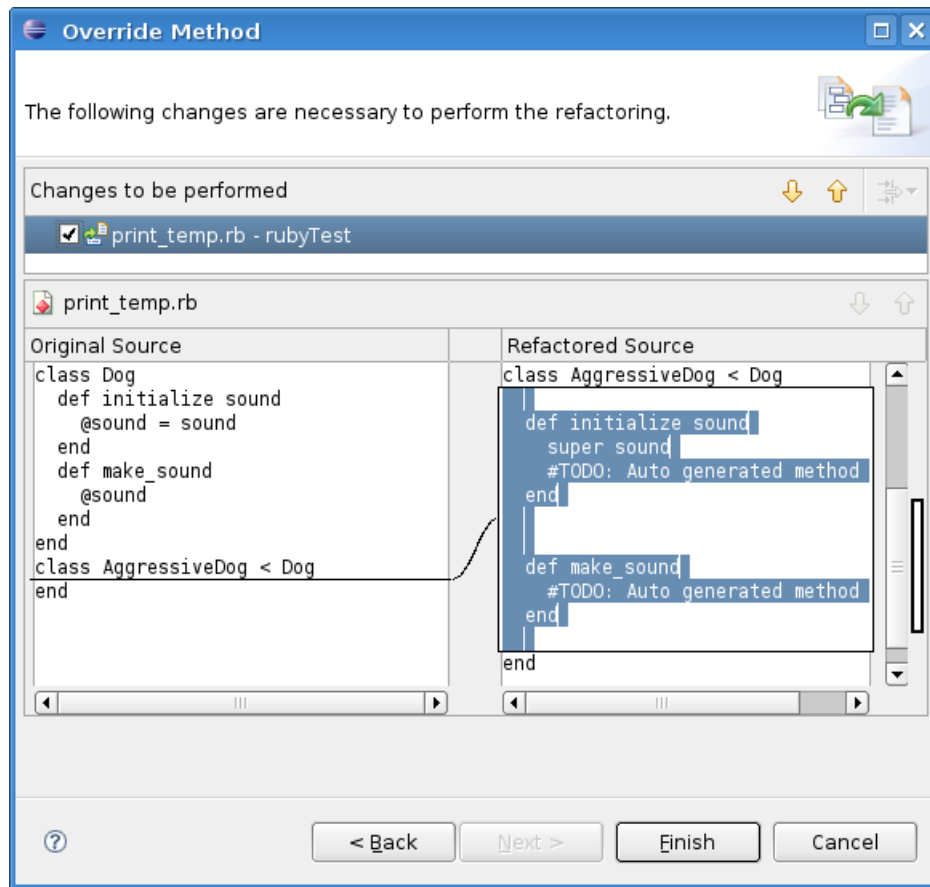 Override Method
The following changes are necessary to perform the refactoring.
Changes to be performed
print_temp.rb - rubyTest
print_temp.rb
Original Source
class Dog
  def initialize sound
    @sound = sound
  end
  def make_sound
    @sound
  end
end
class AggressiveDog < Dog
end
Refactored Source
class AggressiveDog < Dog
  def initialize sound
    super sound
    #TODO: Auto generated method
  end
  def make_sound
    #TODO: Auto generated method
  end
end
< Back
Next >
Finish
Cancel